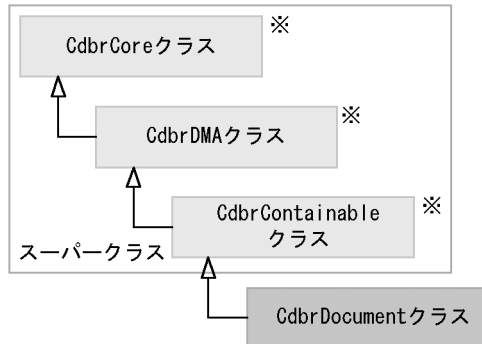 CdbrCoreクラス ※
CdbrDMAクラス ※
CdbrContainable ※
クラス
スーパークラス
CdbrDocumentクラス